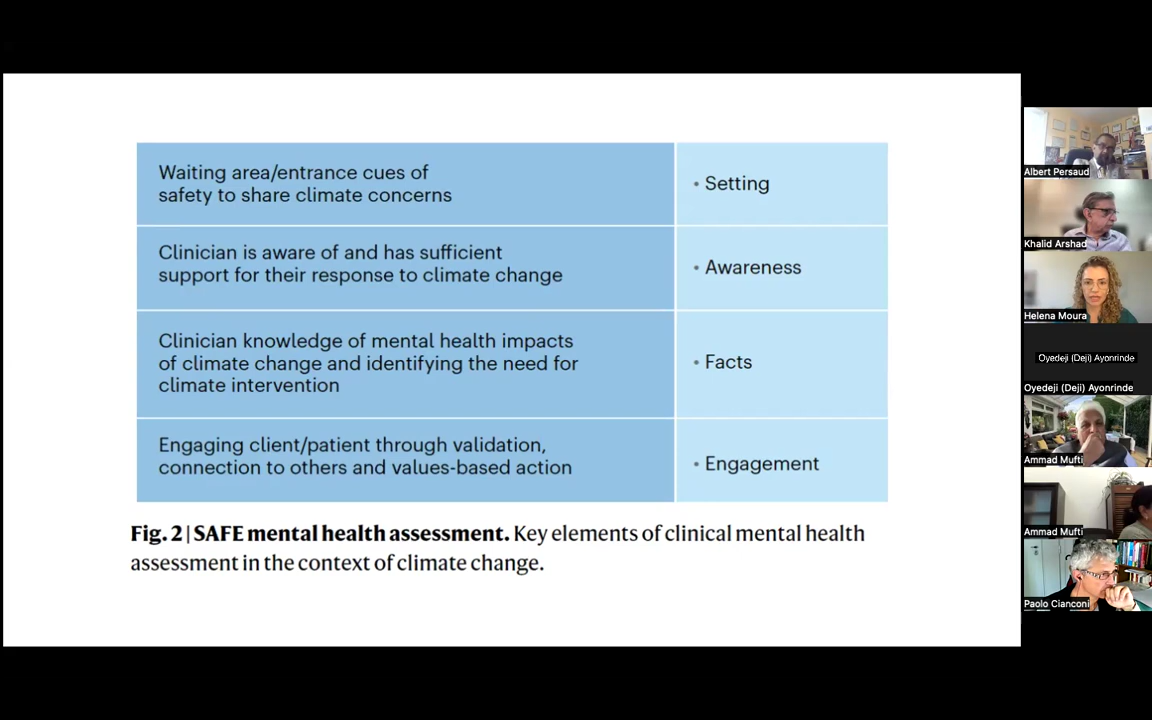 Waiting area/entrance cues of
safety to share climate concerns
• Setting
Clinician is aware of and has sufficient
support for their response to climate change
• Awareness
Clinician knowledge of mental health impacts
of climate change and identifying the need for
climate intervention
• Facts
Engaging client/patient through validation,
connection to others and values-based action
• Engagement
Fig. 2 | SAFE mental health assessment. Key elements of clinical mental health
assessment in the context of climate change.
Albert Persaud
Khalid Arshad
Helena Moura
Oyedeji (Deji) Ayonrinde
Oyedeji (Deji) Ayonrinde
Ammad Mufti
Ammad Mufti
Paolo Cianconi